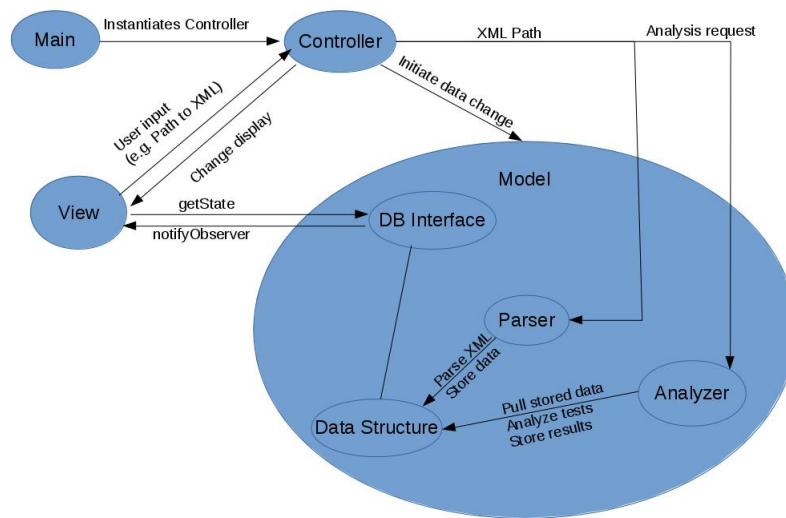 Main
Instantiates Controller
Controller
XML Path
Analysis request
User input
(e.g. Path to XML)
Change display
Initiate data change
Model
View
getState
notifyObserver
DB Interface
Parser
Parse XML
Store data
Analyzer
Pull stored data
Analyze tests
Store results
Data Structure